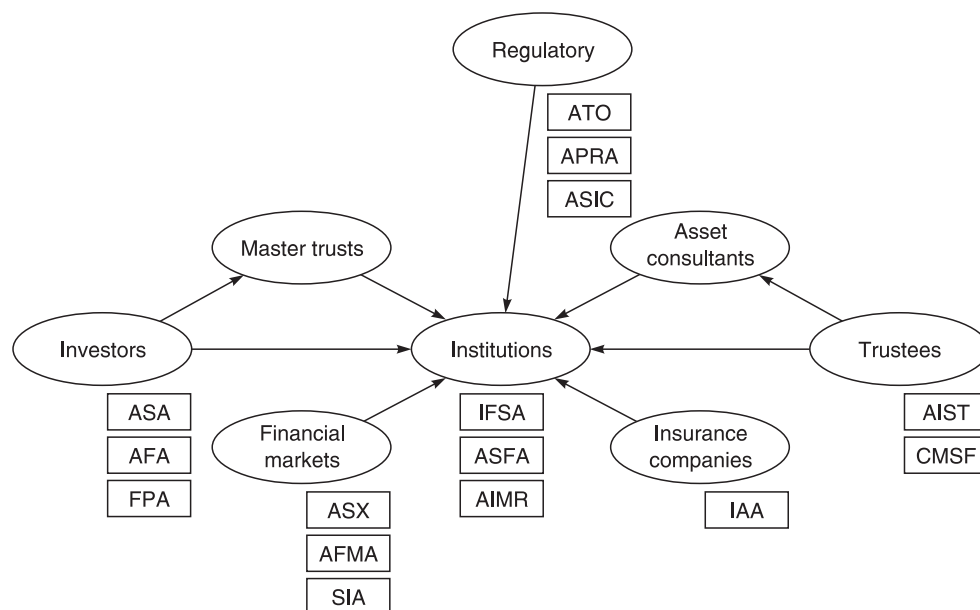 Regulatory
ATO
APRA
ASIC
Master trusts
Asset
consultants
Investors
Institutions
Trustees
ASA
AFA
FPA
Financial
markets
IFSA
ASFA
AIMR
Insurance
companies
AIST
CMSF
ASX
AFMA
SIA
IAA